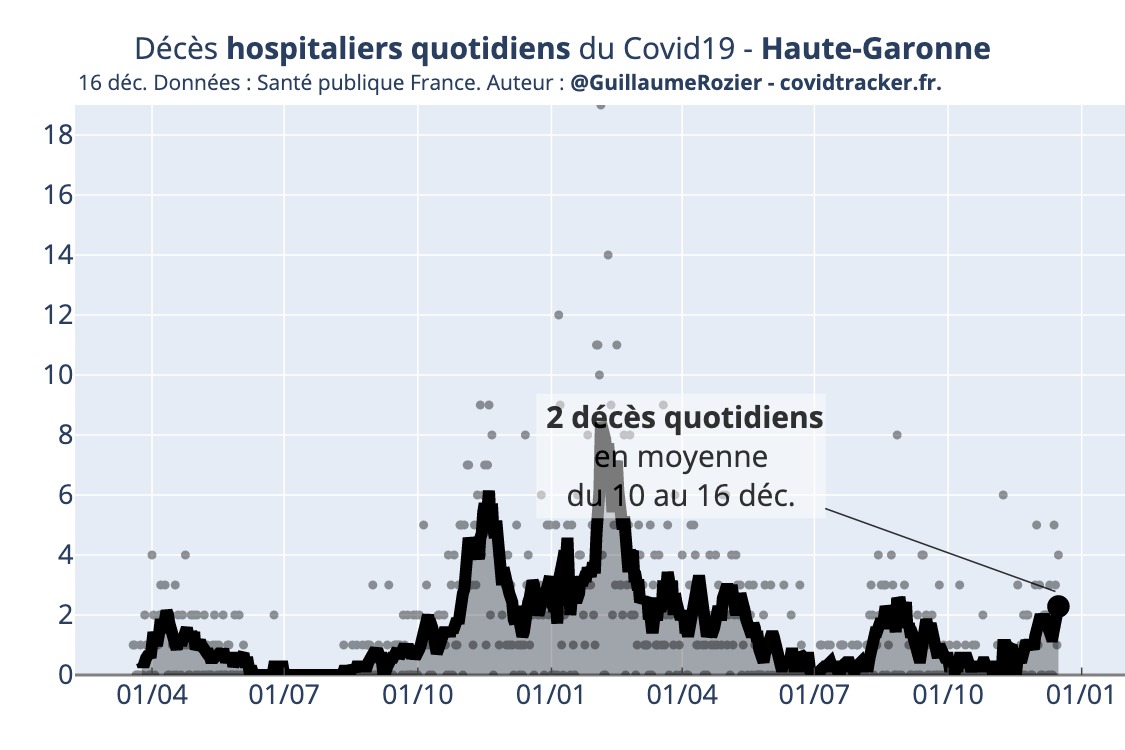 Décès hospitaliers quotidiens du Covid19 - Haute-Garonne
16 déc. Données : Santé publique France. Auteur : @GuillaumeRozier - covidtracker.fr.
18
16
14
12
10
8
6
4
2
0
2 décès quotidiens
en moyenne
du 10 au 16 déc.
01/04 01/07 01/10 01/01 01/04 01/07 01/10 01/01